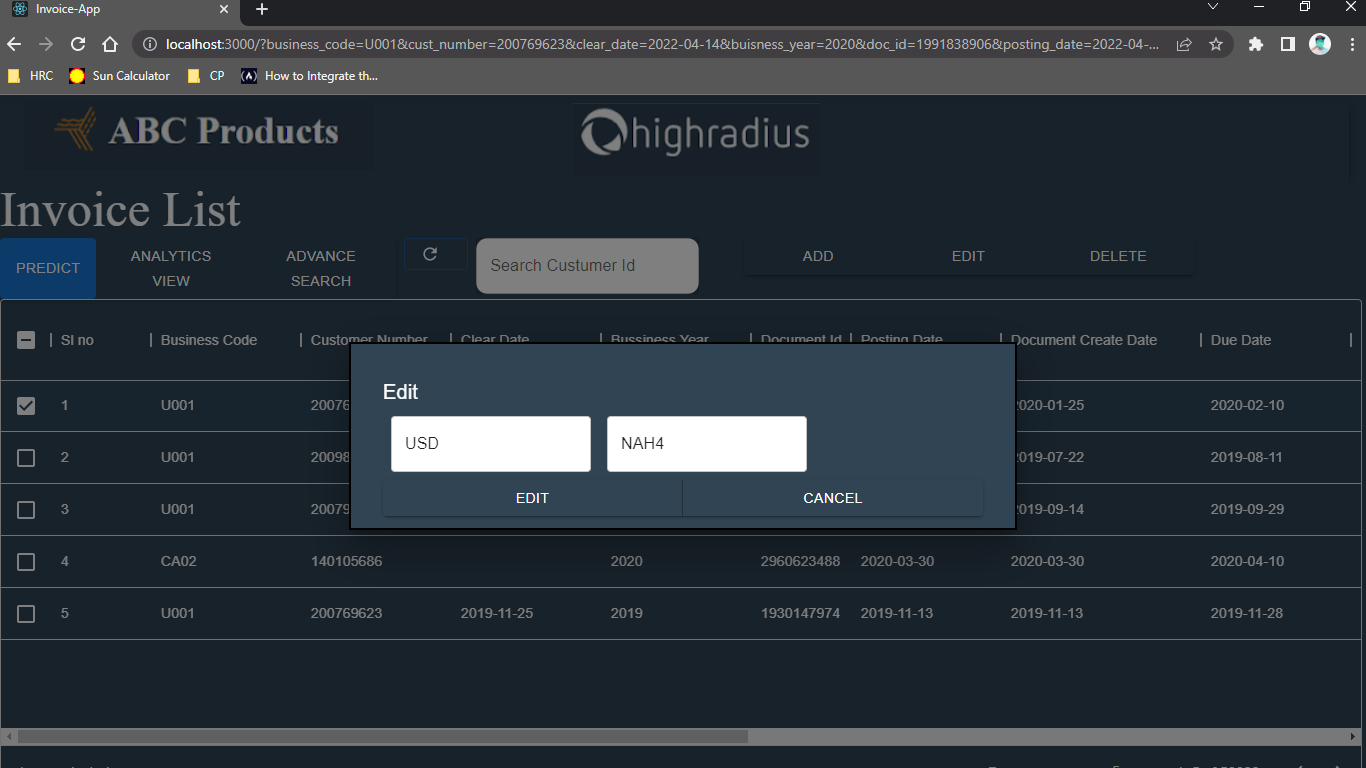 Invoice-App
localhost:3000/?business_code=U001&cust_number=200769623&clear_date=2022-04-14&buisness_year=2020&doc_id=1991838906&posting_date=2022-04-...
HRC Sun Calculator CP How to Integrate th...
ABC Products highradius
Invoice List
PREDICT ANALYTICS VIEW ADVANCE SEARCH Search Custumer Id ADD EDIT DELETE
Sl no Business Code Customer Number Clear Date Bussiness Year Document Id Posting Date Document Create Date Due Date
Edit
USD NAH4
EDIT CANCEL
1 U001 20076 2020-01-25 2020-02-10
2 U001 20098 2019-07-22 2019-08-11
3 U001 20079 2019-09-14 2019-09-29
4 CA02 140105686 2020 2960623488 2020-03-30 2020-03-30 2020-04-10
5 U001 200769623 2019-11-25 2019 1930147974 2019-11-13 2019-11-13 2019-11-28